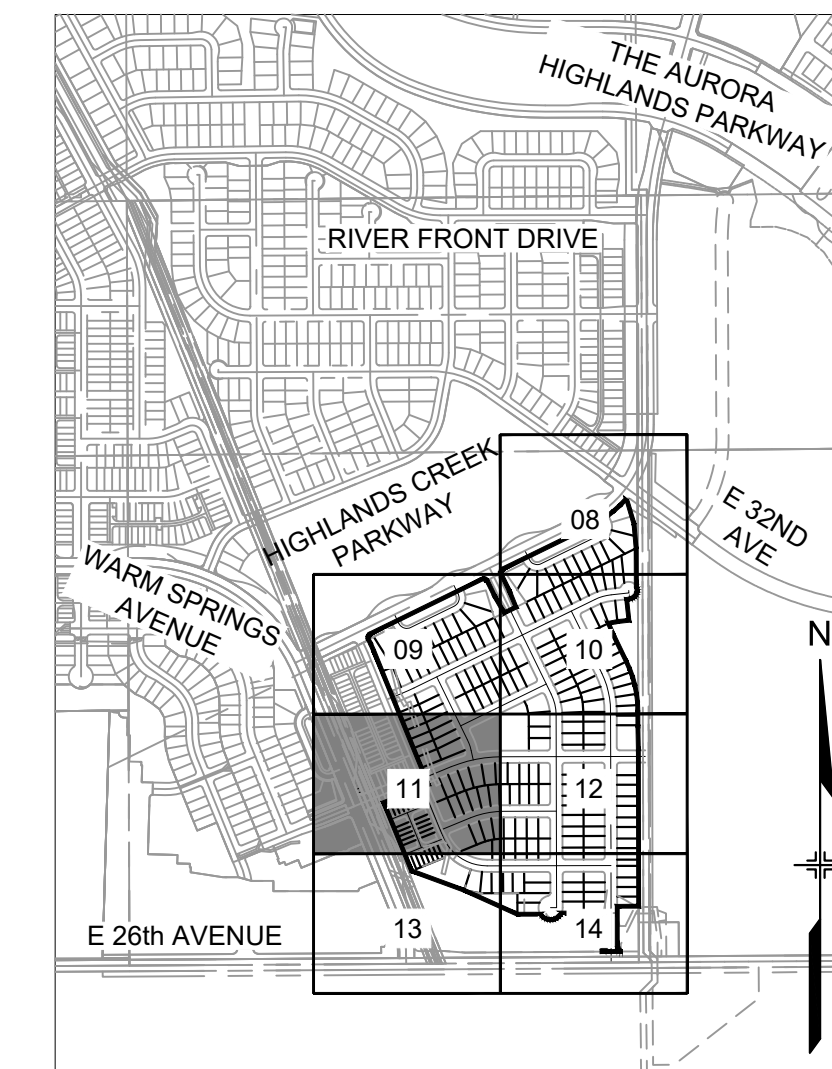 THE AURORA
HIGHLANDS PARKWAY
RIVER FRONT DRIVE
HIGHLANDS CREEK
PARKWAY
08
E 32ND
AVE
WARM SPRINGS
AVENUE
09
10
N
11
12
E 26th AVENUE
13
14